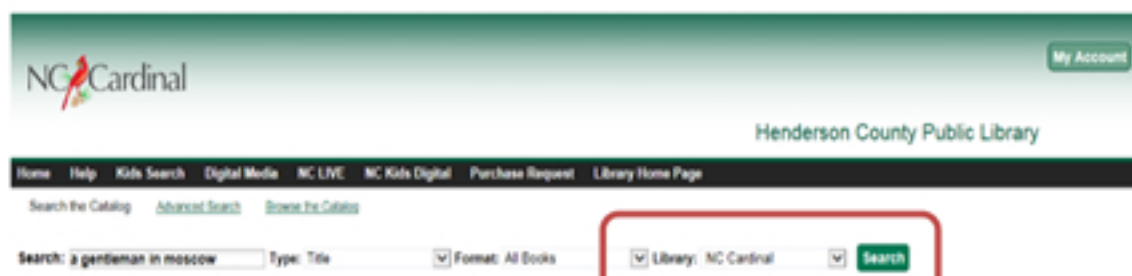 NC Cardinal
My Account
Henderson County Public Library
Home Help Kids Search Digital Media NC LIVE NC Kids Digital Purchase Request Library Home Page
Search the Catalog Advanced Search Browse the Catalog
Search: a gentleman in moscow Type: Title Format: All Books Library: NC Cardinal Search